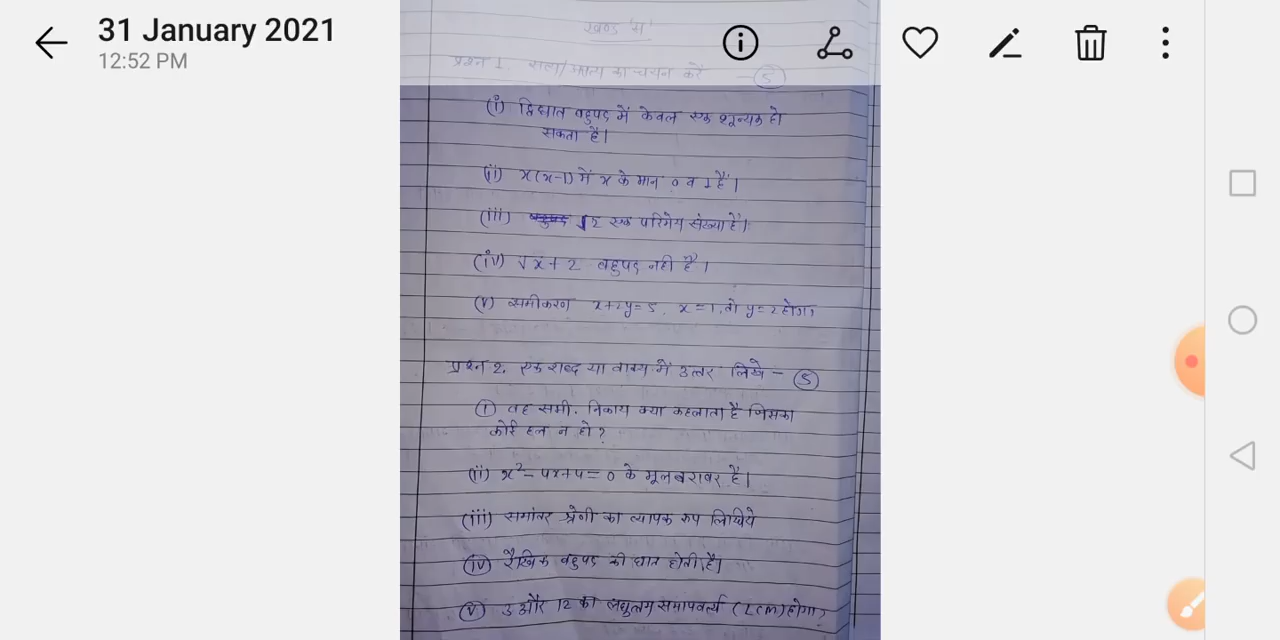 31 January 2021
12:52 PM
खण्ड 'अ'
प्रश्न 1. सत्य/असत्य का चयन करें — 5
(i) द्विघात बहुपद में केवल एक शून्यक हो
सकता है।
(ii) x(x-1) में x के मान 0 व 1 हैं।
(iii) √2 एक परिमेय संख्या है।
(iv) √x + 2 बहुपद नही है।
(v) समीकरण x+2y=5, x=1, तो y=2 होगा,
प्रश्न 2. एक शब्द या वाक्य में उत्तर लिखे - 5
(i) वह समी. निकाय क्या कहलाता है जिसका
कोई हल न हो?
(ii) x² - 4x+4=0 के मूल बराबर है।
(iii) समांतर श्रेणी का व्यापक रूप लिखिये
(iv) रैखिक बहुपद की घात होती है।
(v) 3 और 12 का लघुतम समापवर्त्य (LCM) होगा?